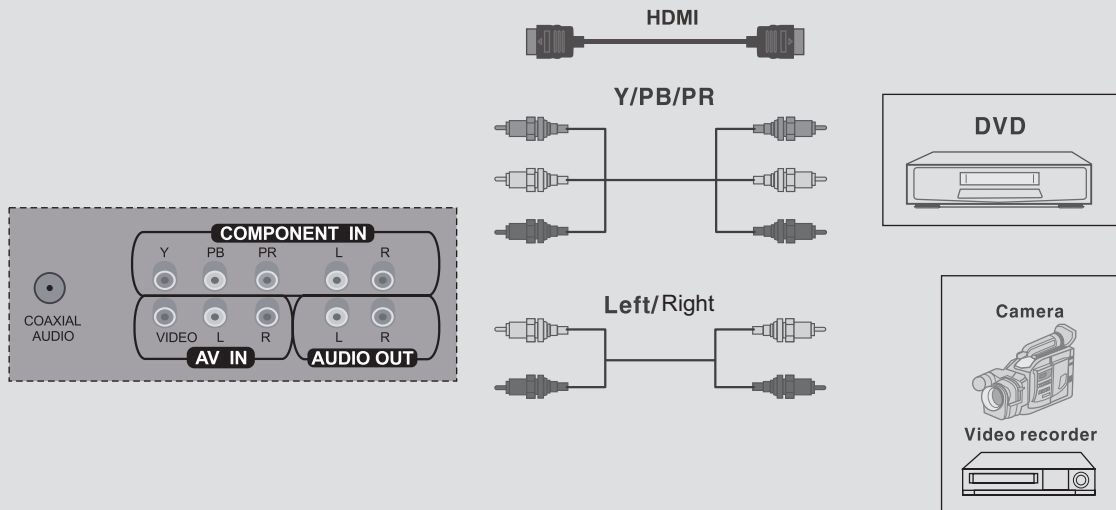 HDMI
Y/PB/PR
DVD
COMPONENT IN
Y PB PR L R
COAXIAL
AUDIO
VIDEO L R L R
AV IN AUDIO OUT
Left/Right
Camera
Video recorder